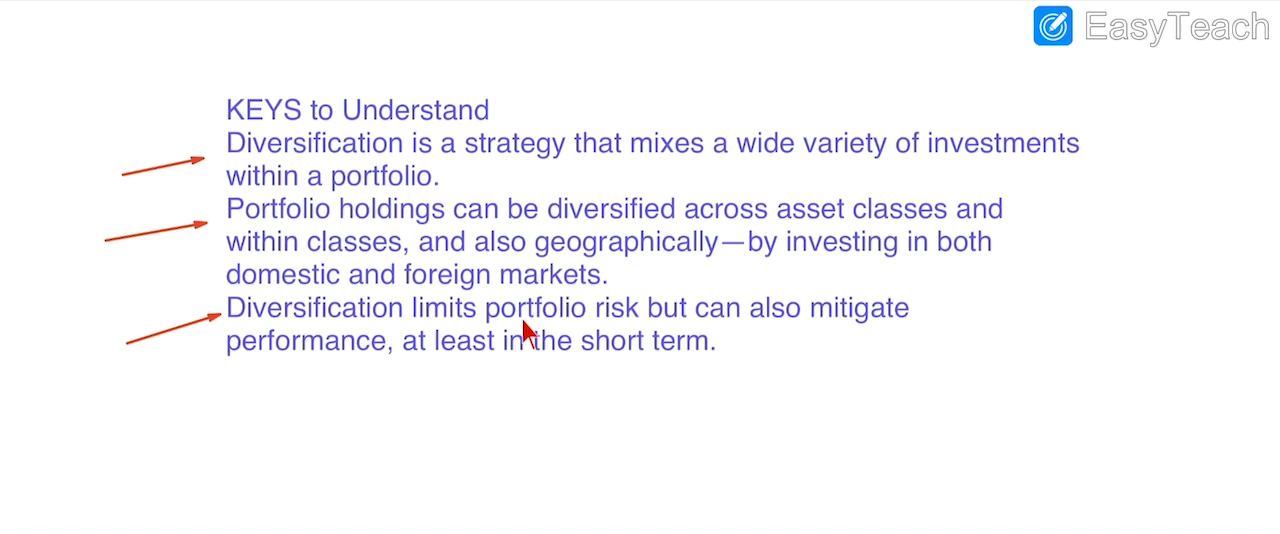 EasyTeach
KEYS to Understand
Diversification is a strategy that mixes a wide variety of investments
within a portfolio.
Portfolio holdings can be diversified across asset classes and
within classes, and also geographically—by investing in both
domestic and foreign markets.
Diversification limits portfolio risk but can also mitigate
performance, at least in the short term.